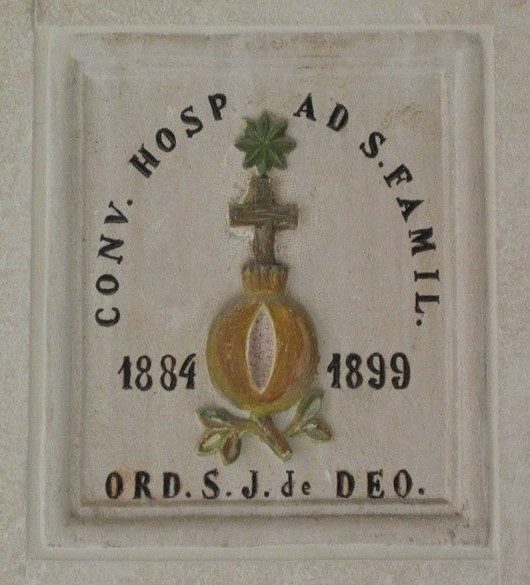 CONV. HOSP AD S. FAMIL.
1884 1899
ORD. S. J. de DEO.